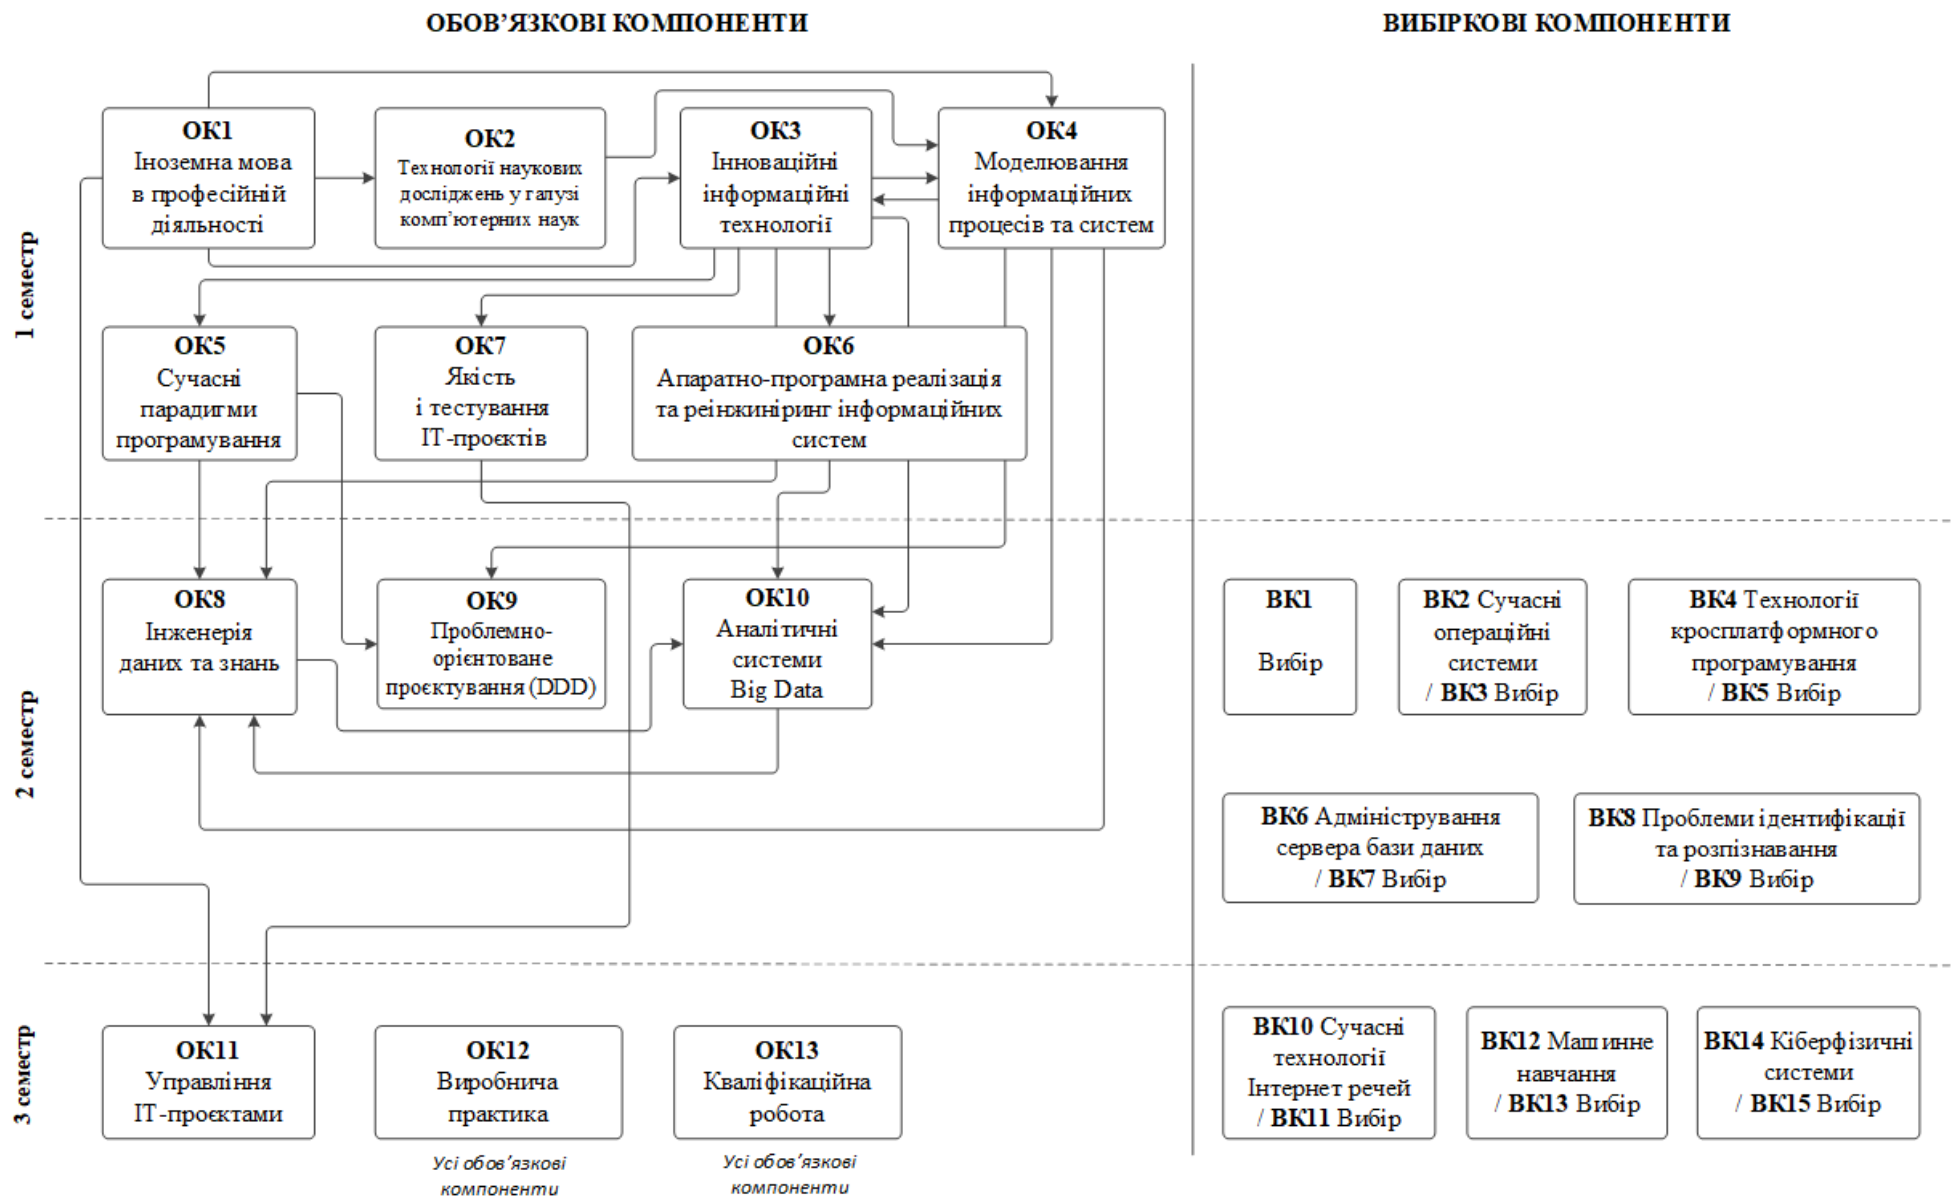 ОБОВ’ЯЗКОВІ КОМПОНЕНТИ
ВИБІРКОВІ КОМПОНЕНТИ
1 семестр
ОК1
Іноземна мова
в професійній
діяльності
ОК2
Технології наукових
досліджень у галузі
комп’ютерних наук
ОК3
Інноваційні
інформаційні
технології
ОК4
Моделювання
інформаційних
процесів та систем
ОК5
Сучасні
парадигми
програмування
ОК7
Якість
і тестування
ІТ-проєктів
ОК6
Апаратно-програмна реалізація
та реінжиніринг інформаційних
систем
2 семестр
ОК8
Інженерія
даних та знань
ОК9
Проблемно-
орієнтоване
проєктування (DDD)
ОК10
Аналітичні
системи
Big Data
ВК1
Вибір
ВК2 Сучасні
операційні
системи
/ ВК3 Вибір
ВК4 Технології
кросплатформного
програмування
/ ВК5 Вибір
ВК6 Адміністрування
сервера бази даних
/ ВК7 Вибір
ВК8 Проблеми ідентифікації
та розпізнавання
/ ВК9 Вибір
3 семестр
ОК11
Управління
ІТ-проєктами
ОК12
Виробнича
практика
Усі обов’язкові
компоненти
ОК13
Кваліфікаційна
робота
Усі обов’язкові
компоненти
ВК10 Сучасні
технології
Інтернет речей
/ ВК11 Вибір
ВК12 Машинне
навчання
/ ВК13 Вибір
ВК14 Кіберфізичні
системи
/ ВК15 Вибір